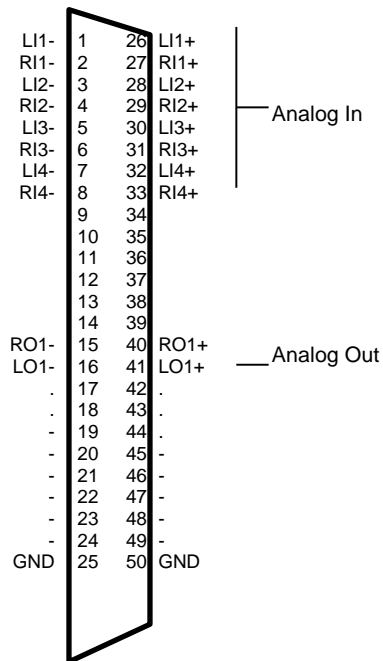 LI1- 1 26 LI1+
RI1- 2 27 RI1+
LI2- 3 28 LI2+
RI2- 4 29 RI2+
Analog In
LI3- 5 30 LI3+
RI3- 6 31 RI3+
LI4- 7 32 LI4+
RI4- 8 33 RI4+
9 34
10 35
11 36
12 37
13 38
14 39
RO1- 15 40 RO1+
Analog Out
LO1- 16 41 LO1+
. 17 42 .
. 18 43 .
- 19 44 .
- 20 45 -
- 21 46 -
- 22 47 -
- 23 48 -
- 24 49 -
GND 25 50 GND